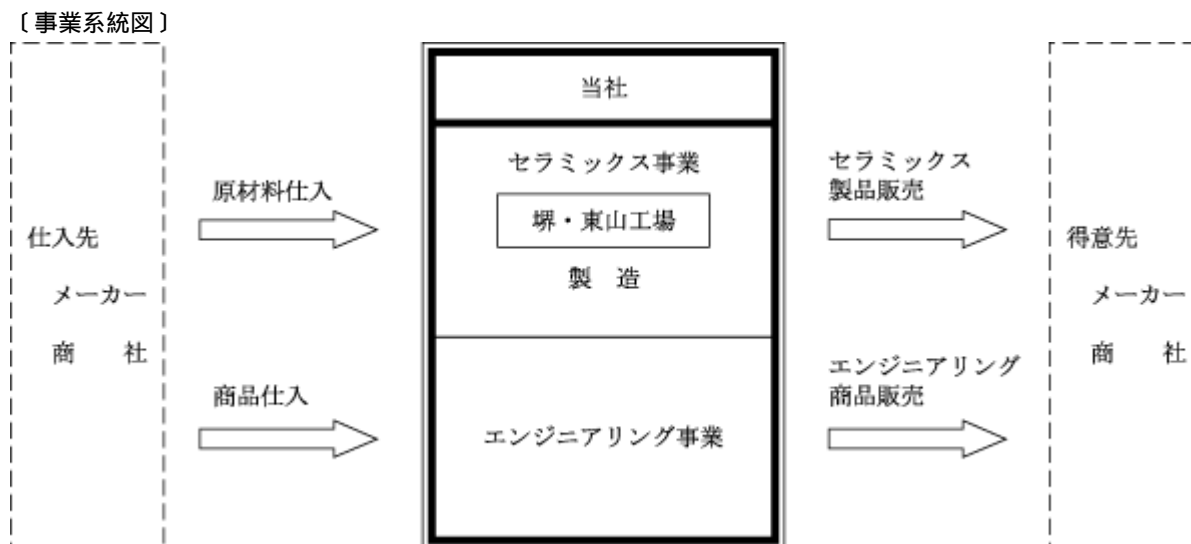 〔事業系統図〕
当社
セラミックス事業
堺・東山工場
製 造
エンジニアリング事業
仕入先
メーカー
商 社
原材料仕入
商品仕入
セラミックス
製品販売
エンジニアリング
商品販売
得意先
メーカー
商 社